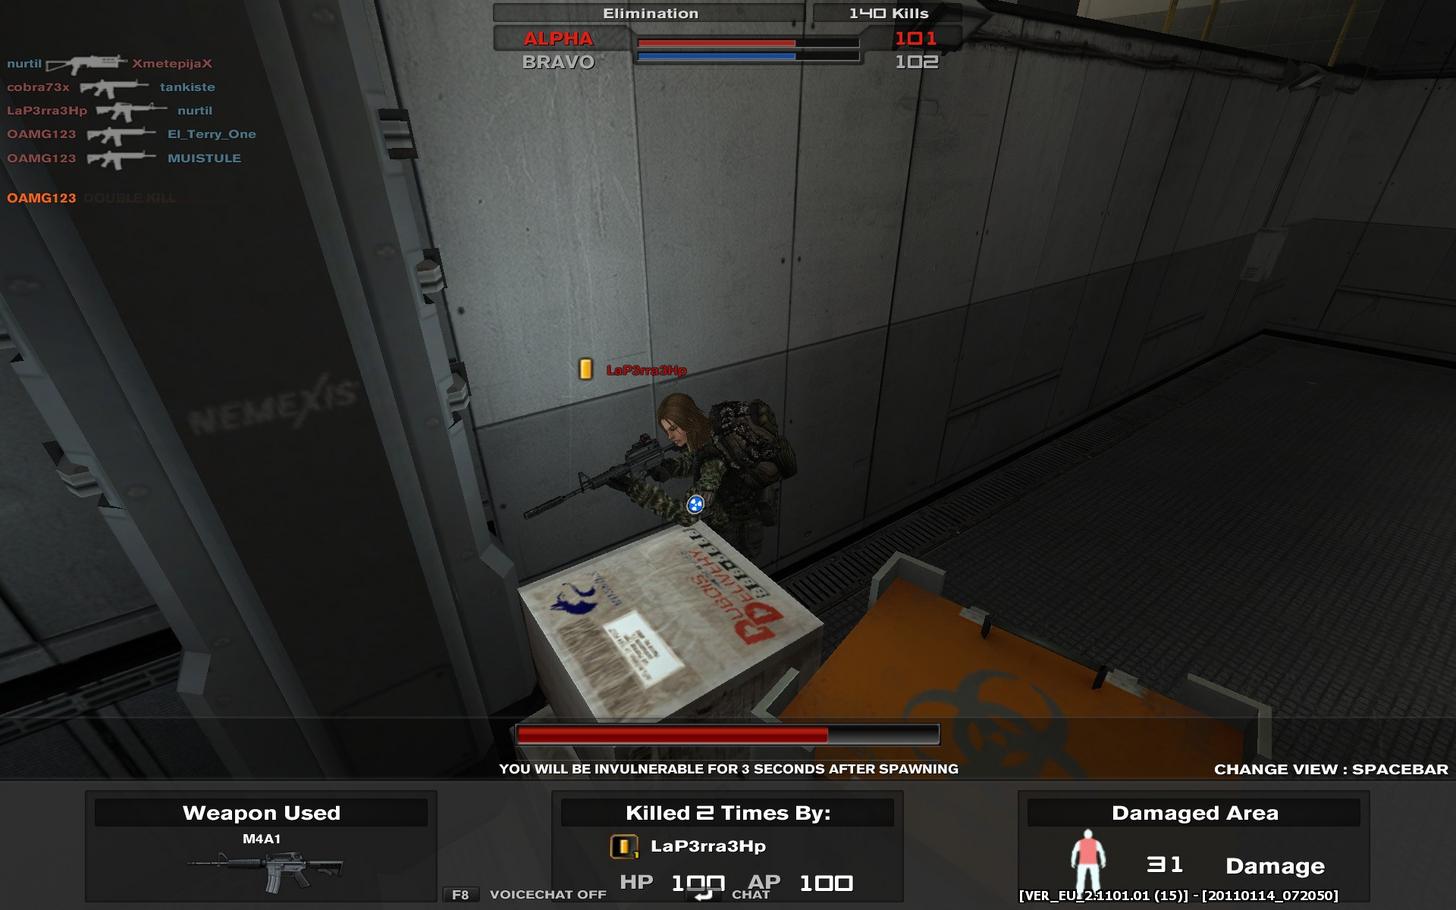 Elimination 140 Kills
ALPHA 101
BRAVO 102
nurtil XmetepijaX
cobra73x tankiste
LaP3rra3Hp nurtil
OAMG123 El_Terry_One
OAMG123 MUISTULE
OAMG123 DOUBLE KILL
LaP3rra3Hp
NEMEXIS
DUBOIS
DELIVERY
YOU WILL BE INVULNERABLE FOR 3 SECONDS AFTER SPAWNING
CHANGE VIEW : SPACEBAR
Weapon Used
M4A1
Killed 2 Times By:
LaP3rra3Hp
HP 100 AP 100
Damaged Area
31 Damage
F8 VOICECHAT OFF CHAT
[VER_EU_2.1101.01 (15)] - [20110114_072050]